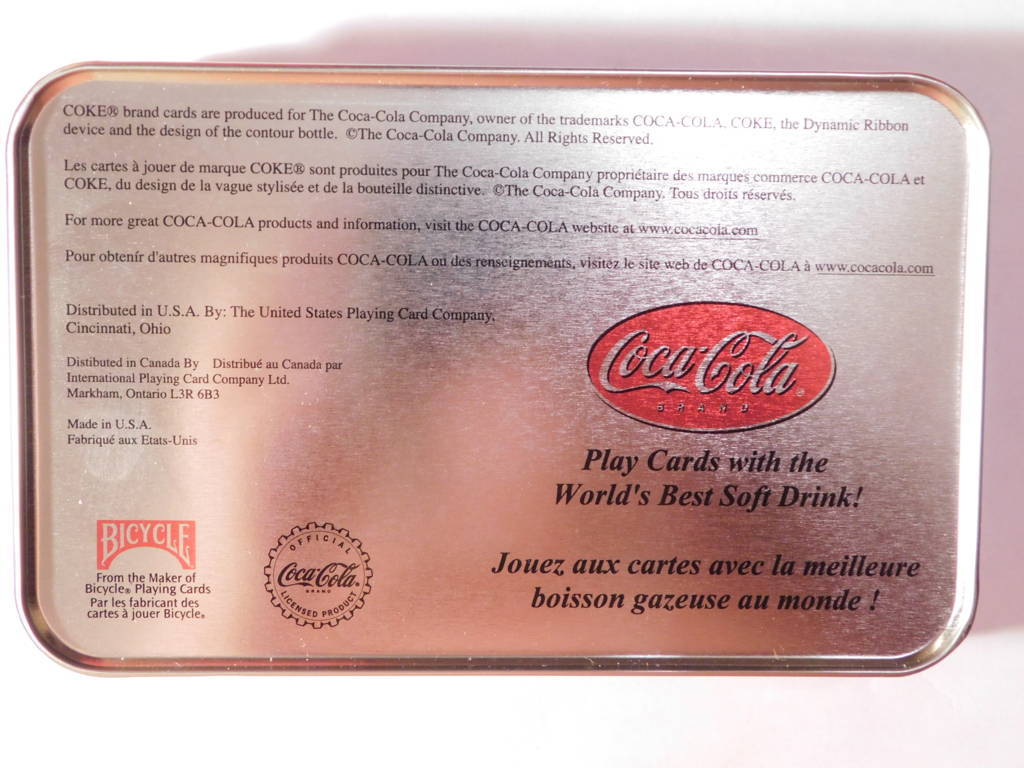 COKE® brand cards are produced for The Coca-Cola Company, owner of the trademarks COCA-COLA, COKE, the Dynamic Ribbon
device and the design of the contour bottle. ©The Coca-Cola Company. All Rights Reserved.
Les cartes à jouer de marque COKE® sont produites pour The Coca-Cola Company propriétaire des marques commerce COCA-COLA et
COKE, du design de la vague stylisée et de la bouteille distinctive. ©The Coca-Cola Company. Tous droits réservés.
For more great COCA-COLA products and information, visit the COCA-COLA website at www.cocacola.com
Pour obtenir d'autres magnifiques produits COCA-COLA ou des renseignements, visitez le site web de COCA-COLA à www.cocacola.com
Distributed in U.S.A. By: The United States Playing Card Company,
Cincinnati, Ohio
Distibuted in Canada By Distribué au Canada par
International Playing Card Company Ltd.
Markham, Ontario L3R 6B3
Made in U.S.A.
Fabriqué aux Etats-Unis
Coca-Cola®
BRAND
Play Cards with the
World's Best Soft Drink!
Jouez aux cartes avec la meilleure
boisson gazeuse au monde !
BICYCLE
From the Maker of
Bicycle® Playing Cards
Par les fabricant des
cartes à jouer Bicycle®
OFFICIAL
Coca-Cola®
BRAND
LICENSED PRODUCT